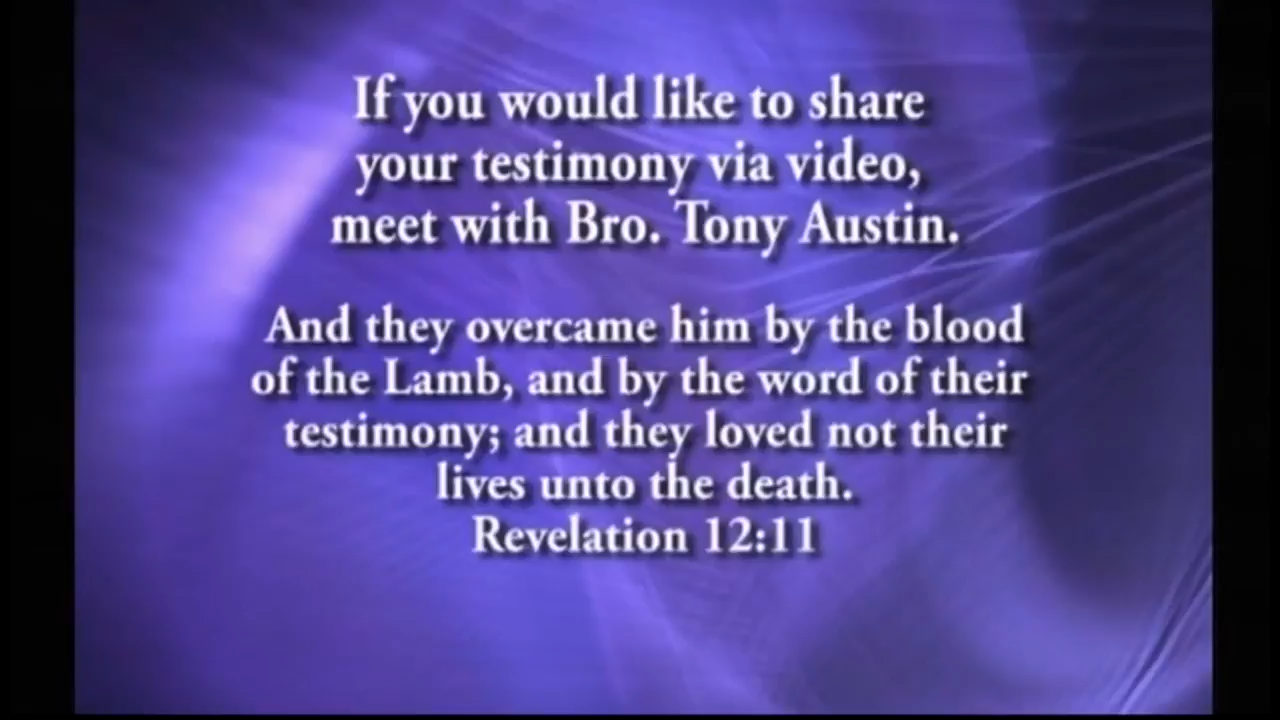 If you would like to share
your testimony via video,
meet with Bro. Tony Austin.
And they overcame him by the blood
of the Lamb, and by the word of their
testimony; and they loved not their
lives unto the death.
Revelation 12:11